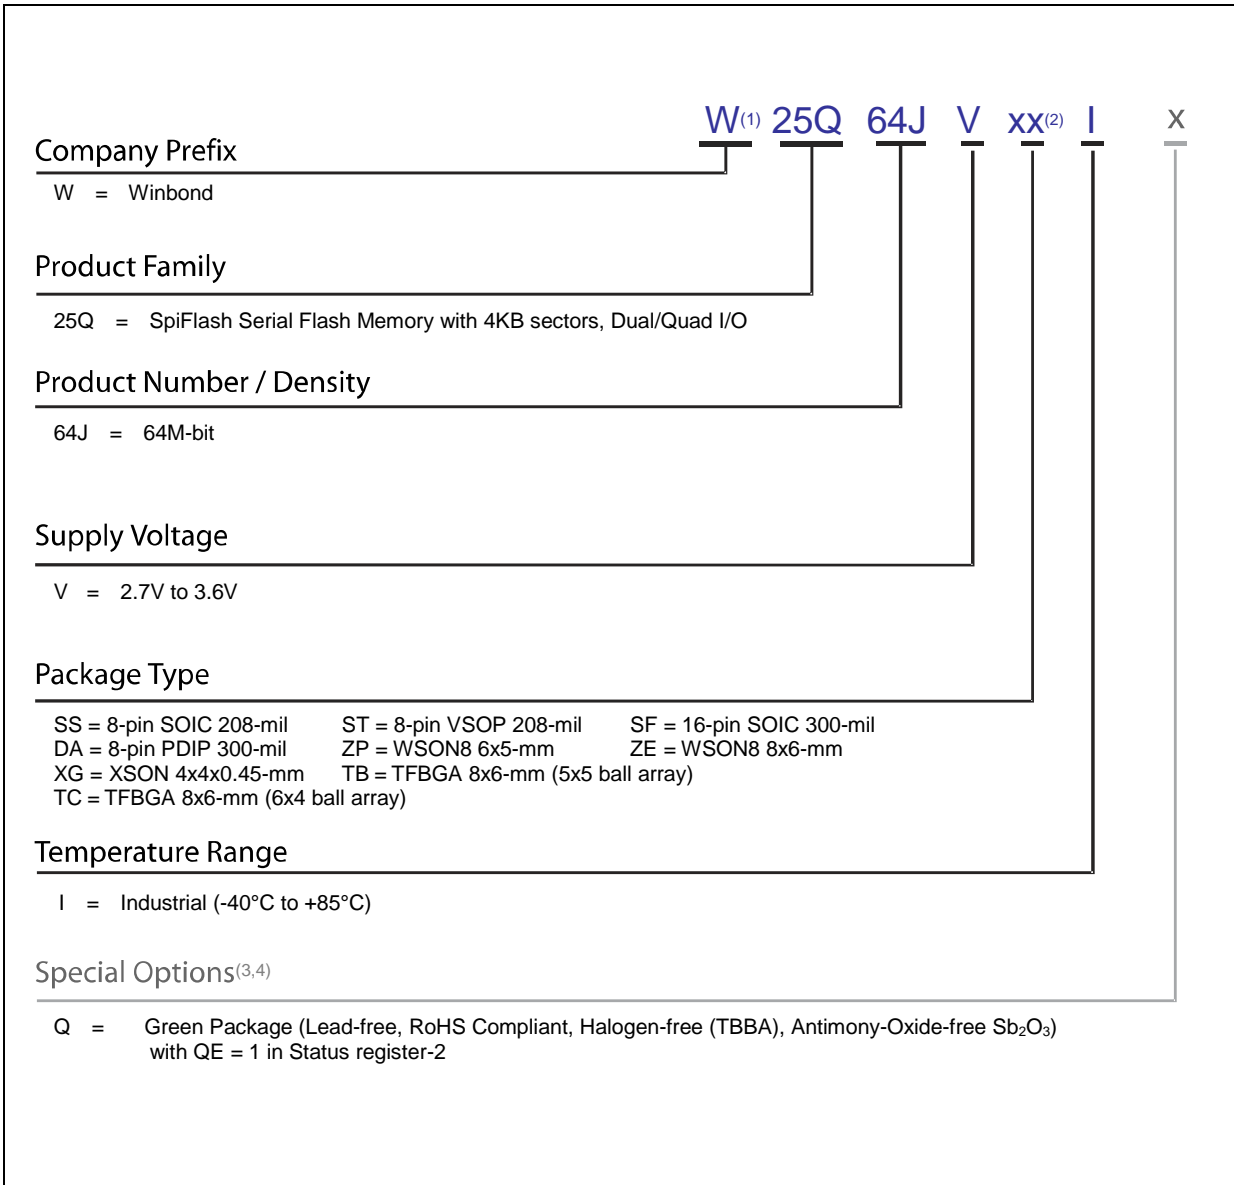 W(1) 25Q 64J V xx(2) I x
Company Prefix
W = Winbond
Product Family
25Q = SpiFlash Serial Flash Memory with 4KB sectors, Dual/Quad I/O
Product Number / Density
64J = 64M-bit
Supply Voltage
V = 2.7V to 3.6V
Package Type
SS = 8-pin SOIC 208-mil ST = 8-pin VSOP 208-mil SF = 16-pin SOIC 300-mil
DA = 8-pin PDIP 300-mil ZP = WSON8 6x5-mm ZE = WSON8 8x6-mm
XG = XSON 4x4x0.45-mm TB = TFBGA 8x6-mm (5x5 ball array)
TC = TFBGA 8x6-mm (6x4 ball array)
Temperature Range
I = Industrial (-40°C to +85°C)
Special Options(3,4)
Q = Green Package (Lead-free, RoHS Compliant, Halogen-free (TBBA), Antimony-Oxide-free Sb₂O₃)
with QE = 1 in Status register-2